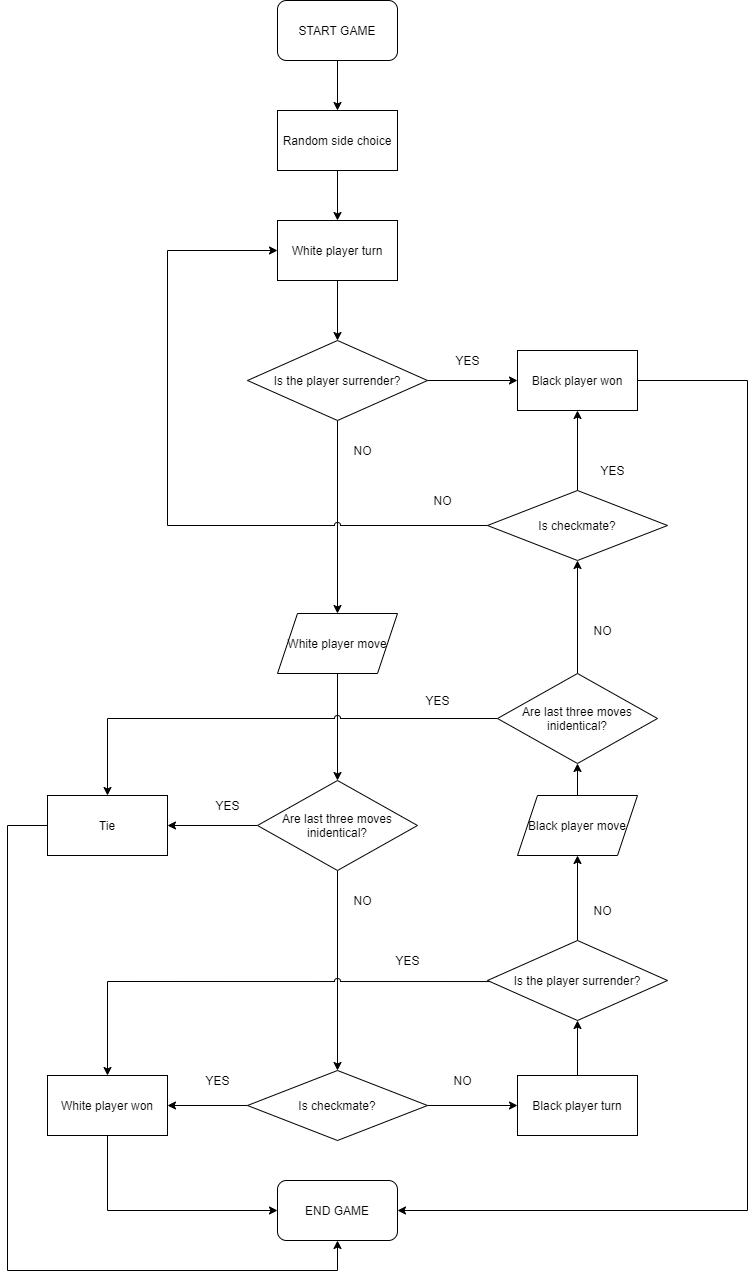 START GAME
Random side choice
White player turn
Is the player surrender?
YES
Black player won
NO
YES
NO
Is checkmate?
NO
White player move
YES
Are last three moves
inidentical?
Tie
YES
Are last three moves
inidentical?
Black player move
NO
NO
YES
Is the player surrender?
White player won
YES
Is checkmate?
NO
Black player turn
END GAME